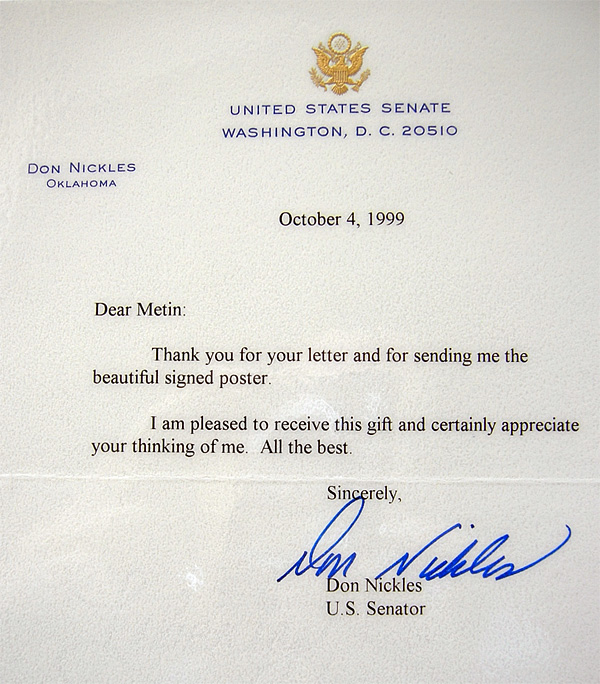 UNITED STATES SENATE
WASHINGTON, D. C. 20510
DON NICKLES
OKLAHOMA
October 4, 1999
Dear Metin:
Thank you for your letter and for sending me the
beautiful signed poster.
I am pleased to receive this gift and certainly appreciate
your thinking of me.  All the best.
Sincerely,
Don Nickles
Don Nickles
U.S. Senator